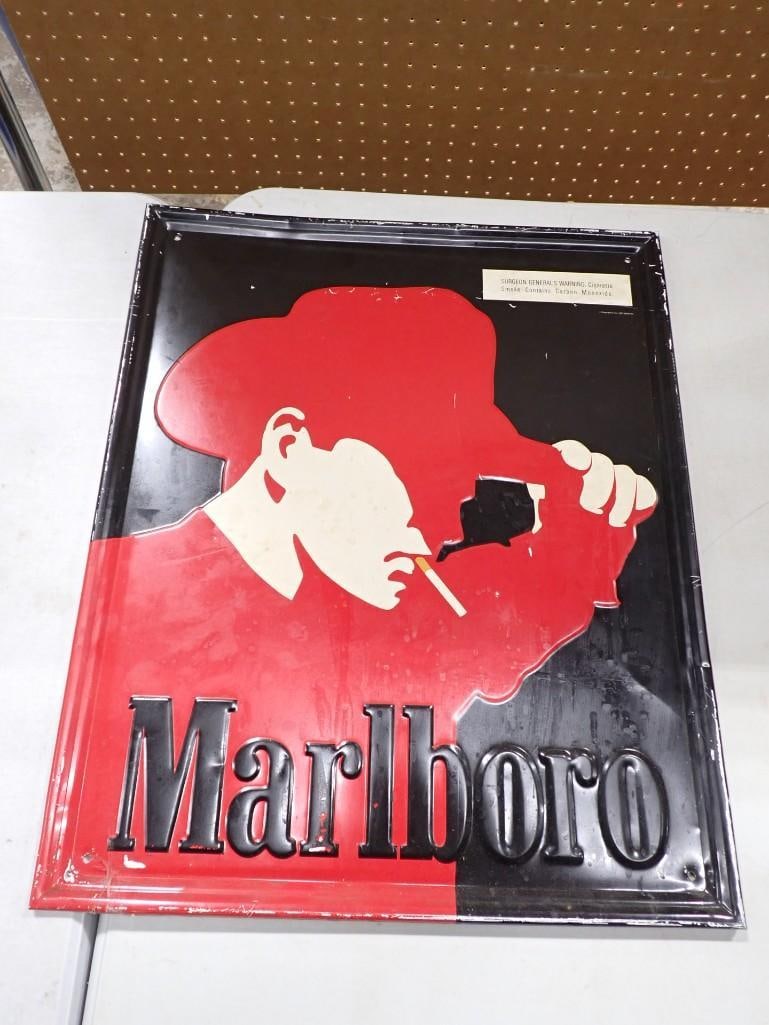 SURGEON GENERAL'S WARNING: Cigarette
Smoke Contains Carbon Monoxide.
Marlboro